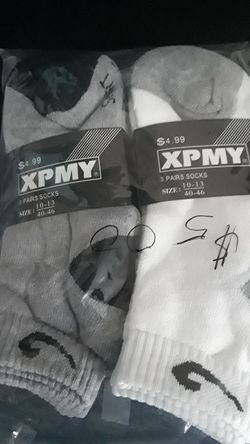 $4.99
XPMY®
3 PAIRS SOCKS
SIZE: 10-13
40-46
$4.99
XPMY®
3 PAIRS SOCKS
SIZE: 10-13
40-46
$5 00